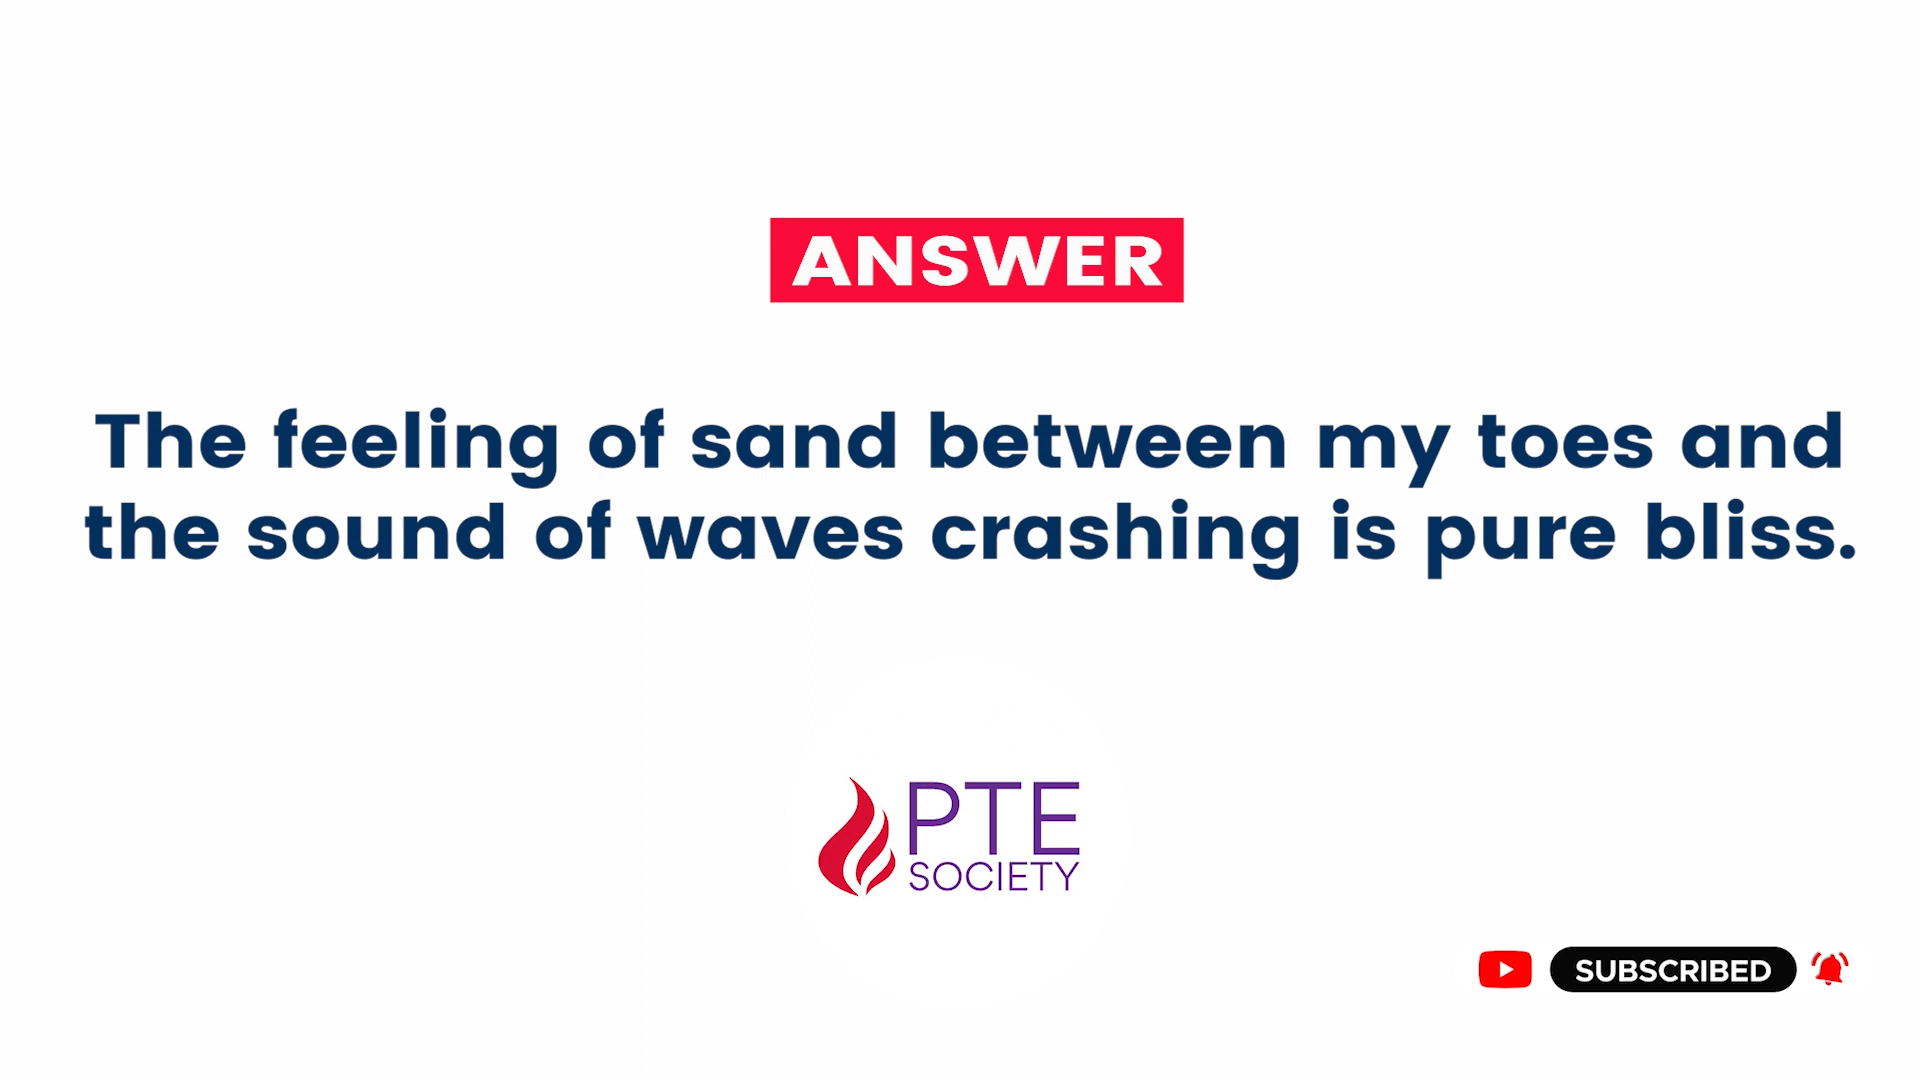 ANSWER
The feeling of sand between my toes and
the sound of waves crashing is pure bliss.
PTE
SOCIETY
SUBSCRIBED